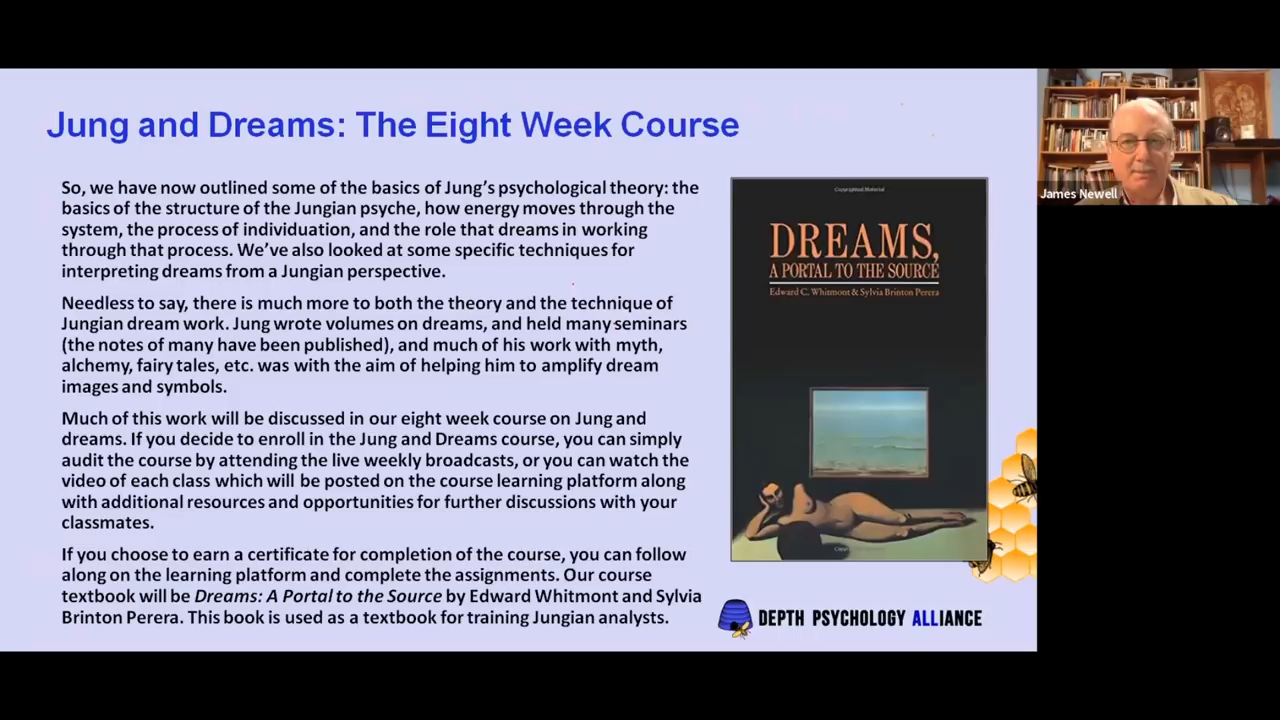 Jung and Dreams: The Eight Week Course
So, we have now outlined some of the basics of Jung's psychological theory: the
basics of the structure of the Jungian psyche, how energy moves through the
system, the process of individuation, and the role that dreams in working
through that process. We've also looked at some specific techniques for
interpreting dreams from a Jungian perspective.
Needless to say, there is much more to both the theory and the technique of
Jungian dream work. Jung wrote volumes on dreams, and held many seminars
(the notes of many have been published), and much of his work with myth,
alchemy, fairy tales, etc. was with the aim of helping him to amplify dream
images and symbols.
Much of this work will be discussed in our eight week course on Jung and
dreams. If you decide to enroll in the Jung and Dreams course, you can simply
audit the course by attending the live weekly broadcasts, or you can watch the
video of each class which will be posted on the course learning platform along
with additional resources and opportunities for further discussions with your
classmates.
If you choose to earn a certificate for completion of the course, you can follow
along on the learning platform and complete the assignments. Our course
textbook will be Dreams: A Portal to the Source by Edward Whitmont and Sylvia
Brinton Perera. This book is used as a textbook for training Jungian analysts.
Copyrighted Material
DREAMS,
A PORTAL TO THE SOURCE
Edward C. Whitmont & Sylvia Brinton Perera
DEPTH PSYCHOLOGY ALLIANCE
James Newell